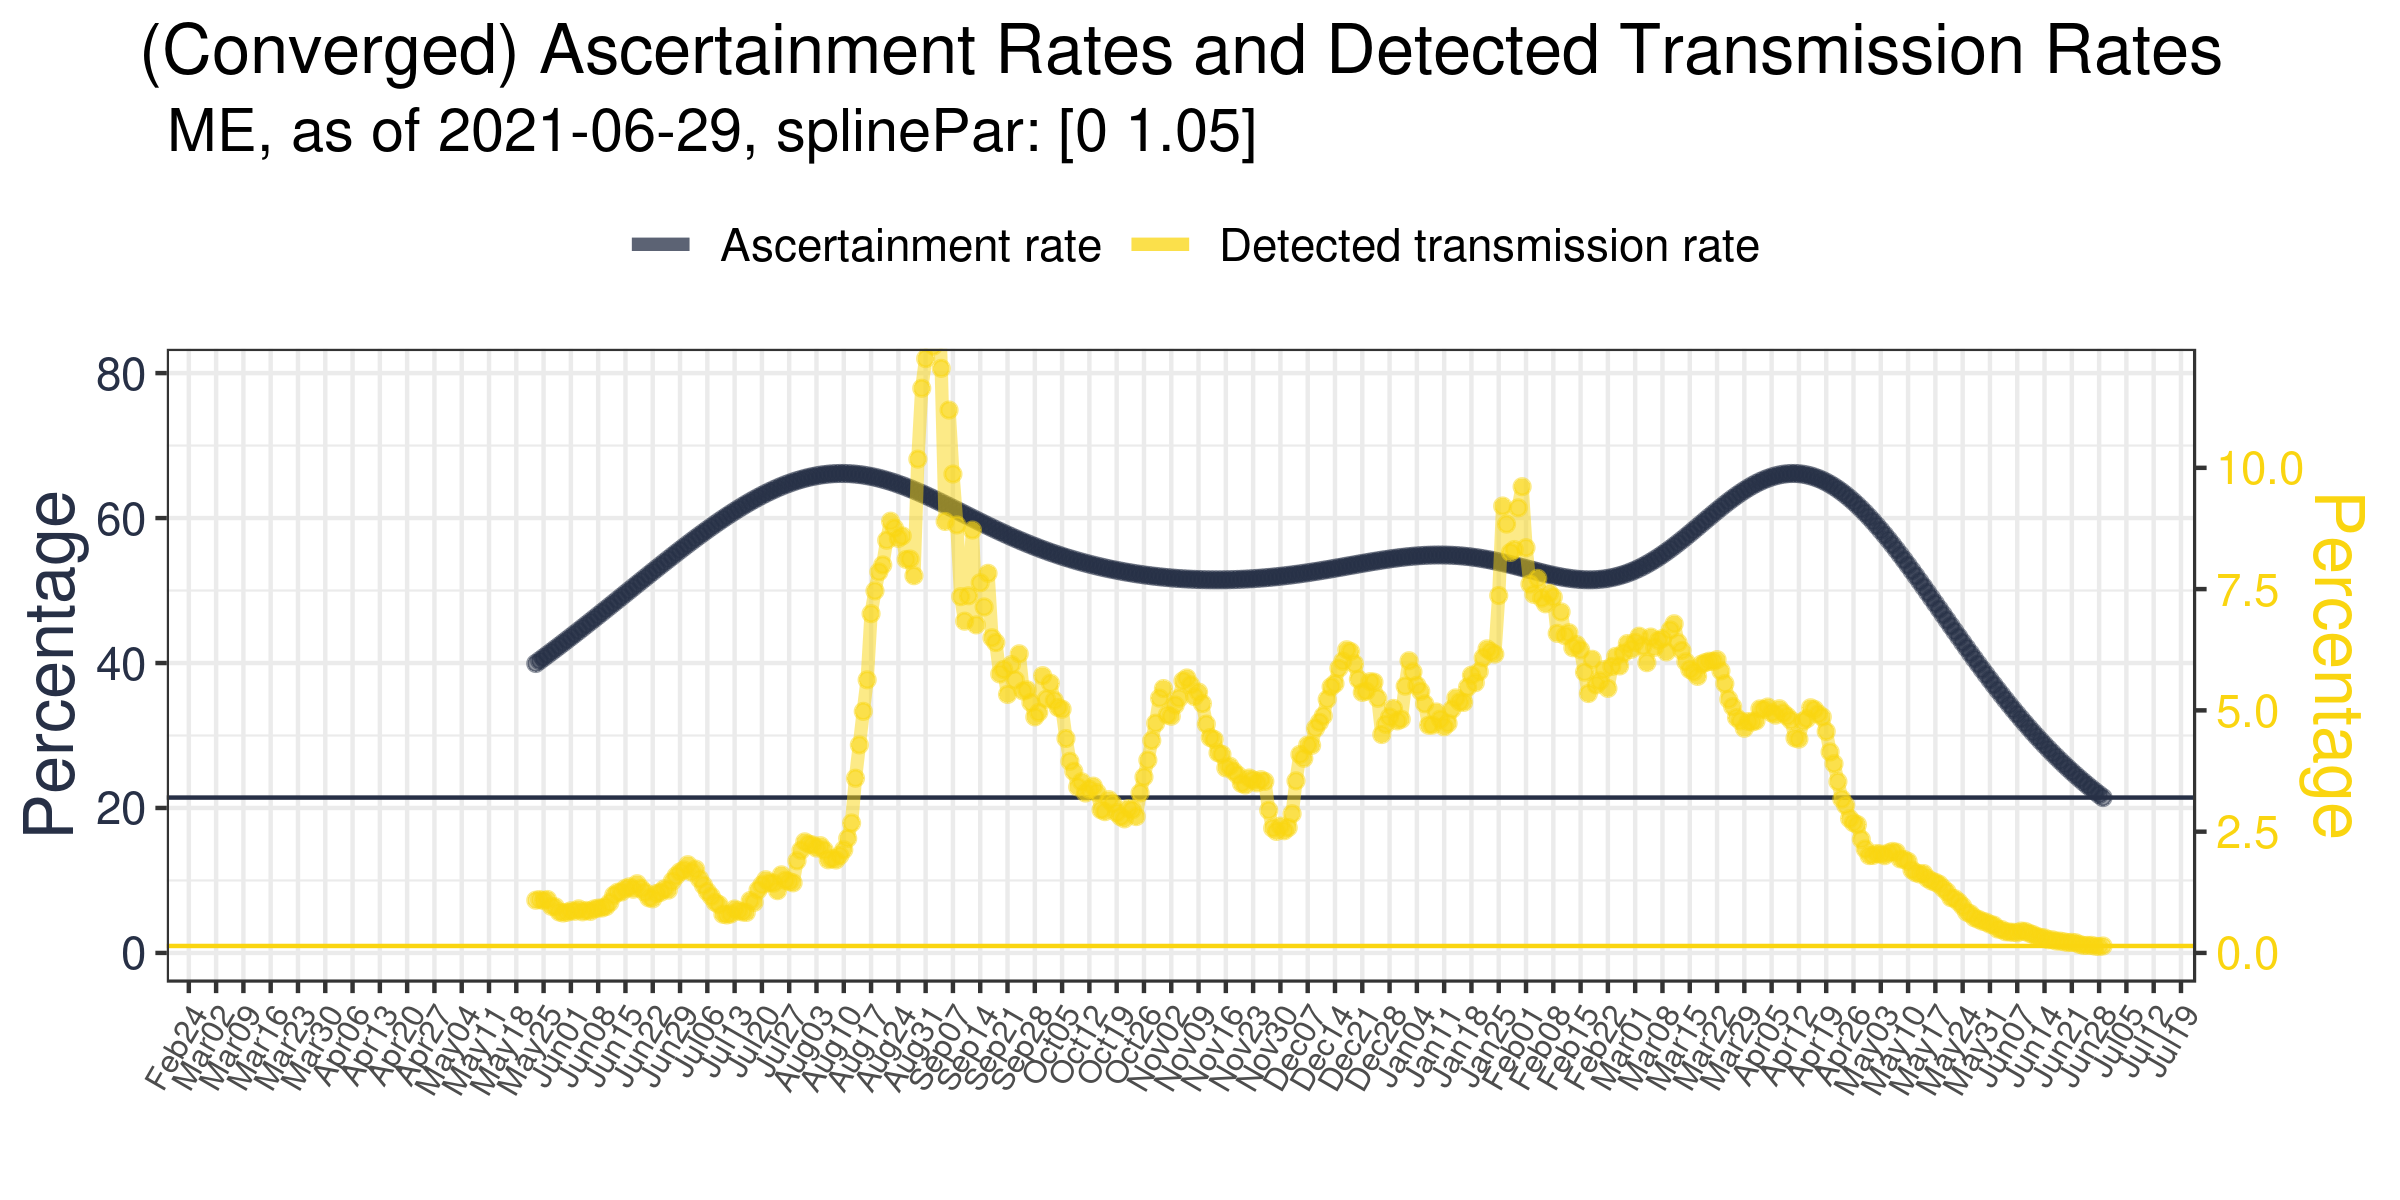 (Converged) Ascertainment Rates and Detected Transmission Rates
ME, as of 2021-06-29, splinePar: [0 1.05]
Ascertainment rate
Detected transmission rate
Percentage
80
60
40
20
0
10.0
7.5
5.0
2.5
0.0
Percentage
Feb24
Mar02
Mar09
Mar16
Mar23
Mar30
Apr06
Apr13
Apr20
Apr27
May04
May11
May18
May25
Jun01
Jun08
Jun15
Jun22
Jun29
Jul06
Jul13
Jul20
Jul27
Aug03
Aug10
Aug17
Aug24
Aug31
Sep07
Sep14
Sep21
Sep28
Oct05
Oct12
Oct19
Oct26
Nov02
Nov09
Nov16
Nov23
Nov30
Dec07
Dec14
Dec21
Dec28
Jan04
Jan11
Jan18
Jan25
Feb01
Feb08
Feb15
Feb22
Mar01
Mar08
Mar15
Mar22
Mar29
Apr05
Apr12
Apr19
Apr26
May03
May10
May17
May24
May31
Jun07
Jun14
Jun21
Jun28
Jul05
Jul12
Jul19